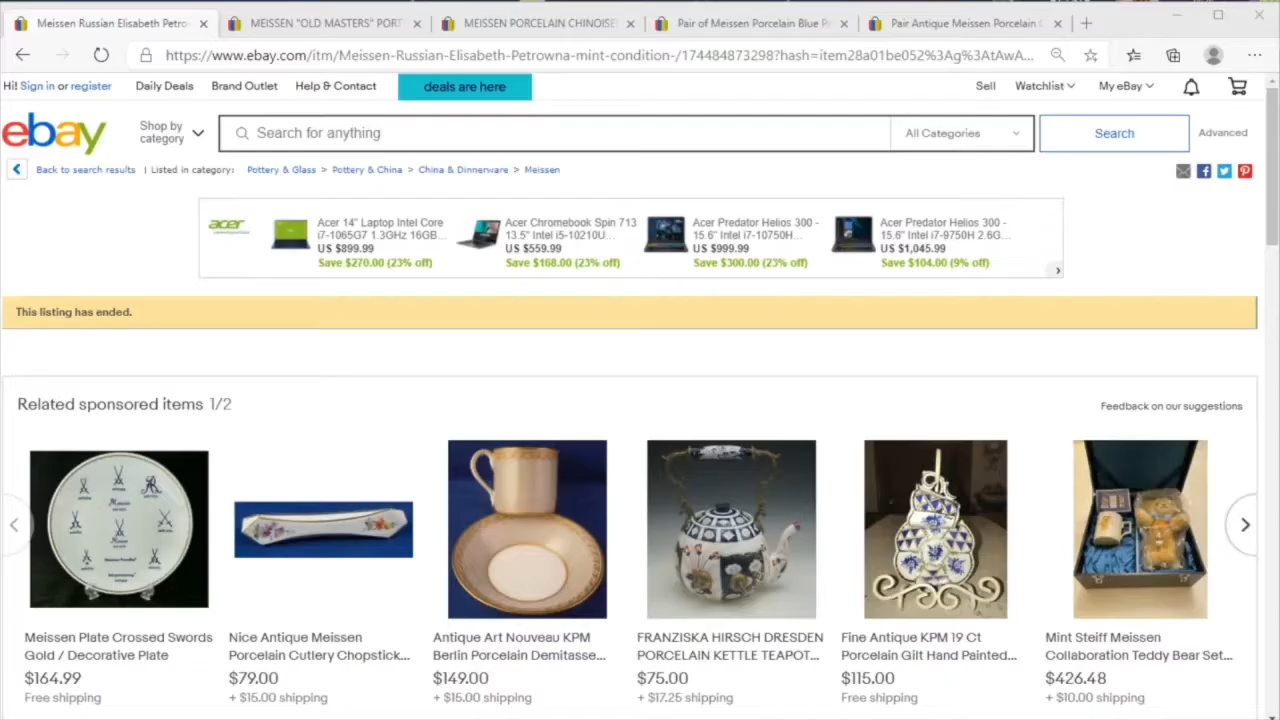 Meissen Russian Elisabeth Petro
MEISSEN "OLD MASTERS" PORT
MEISSEN PORCELAIN CHINOISE
Pair of Meissen Porcelain Blue
Pair Antique Meissen Porcelain
https://www.ebay.com/itm/Meissen-Russian-Elisabeth-Petrowna-mint-condition-/174484873298?hash=item28a01be052%3Ag%3AtAwA...
Hi! Sign in or register
Daily Deals
Brand Outlet
Help & Contact
deals are here
Sell
Watchlist
My eBay
ebay
Shop by
category
Search for anything
All Categories
Search
Advanced
Back to search results | Listed in category: Pottery & Glass > Pottery & China > China & Dinnerware > Meissen
acer
Acer 14" Laptop Intel Core
i7-1065G7 1.3GHz 16GB...
US $899.99
Save $270.00 (23% off)
Acer Chromebook Spin 713
13.5" Intel i5-10210U...
US $559.99
Save $168.00 (23% off)
Acer Predator Helios 300 -
15.6" Intel i7-10750H...
US $999.99
Save $300.00 (23% off)
Acer Predator Helios 300 -
15.6" Intel i7-9750H 2.6G...
US $1,045.99
Save $104.00 (9% off)
This listing has ended.
Related sponsored items 1/2
Feedback on our suggestions
Meissen Plate Crossed Swords
Gold / Decorative Plate
$164.99
Free shipping
Nice Antique Meissen
Porcelain Cutlery Chopstick...
$79.00
+ $15.00 shipping
Antique Art Nouveau KPM
Berlin Porcelain Demitasse...
$149.00
+ $15.00 shipping
FRANZISKA HIRSCH DRESDEN
PORCELAIN KETTLE TEAPOT...
$75.00
+ $17.25 shipping
Fine Antique KPM 19 Ct
Porcelain Gilt Hand Painted...
$115.00
Free shipping
Mint Steiff Meissen
Collaboration Teddy Bear Set...
$426.48
+ $10.00 shipping